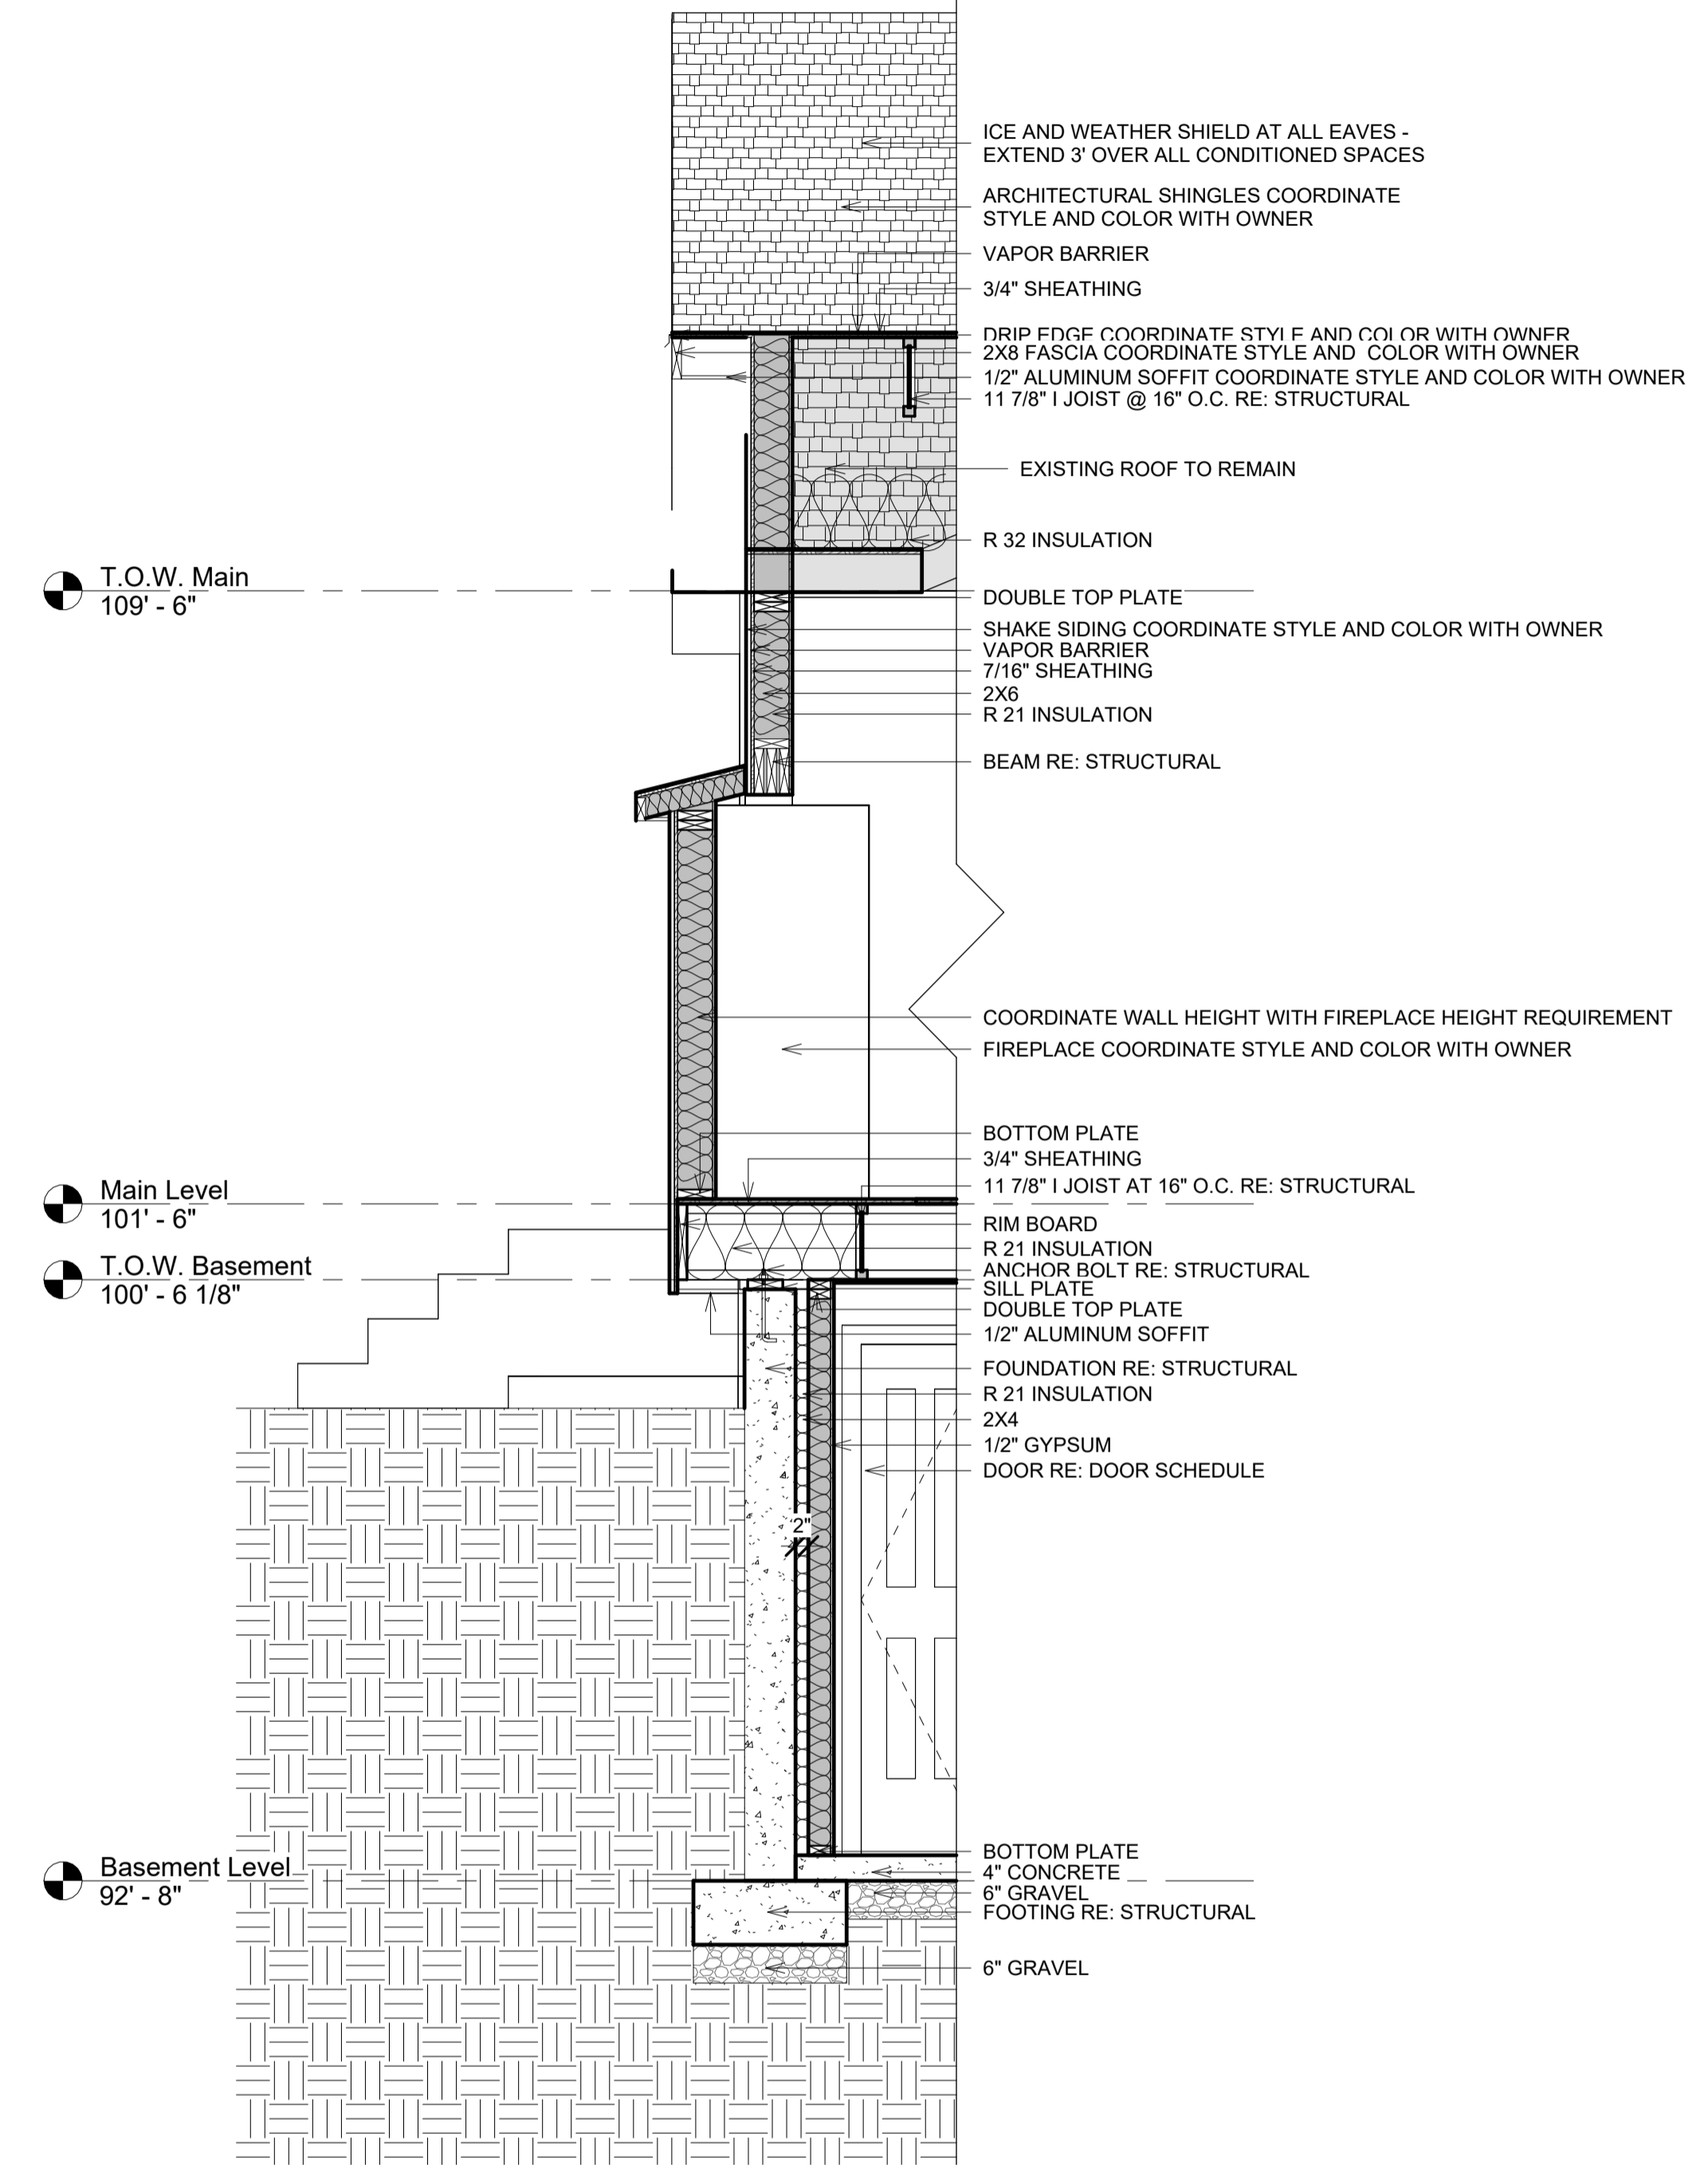 ICE AND WEATHER SHIELD AT ALL EAVES -
EXTEND 3' OVER ALL CONDITIONED SPACES
ARCHITECTURAL SHINGLES COORDINATE
STYLE AND COLOR WITH OWNER
VAPOR BARRIER
3/4" SHEATHING
DRIP EDGE COORDINATE STYLE AND COLOR WITH OWNER
2X8 FASCIA COORDINATE STYLE AND COLOR WITH OWNER
1/2" ALUMINUM SOFFIT COORDINATE STYLE AND COLOR WITH OWNER
11 7/8" I JOIST @ 16" O.C. RE: STRUCTURAL
EXISTING ROOF TO REMAIN
R 32 INSULATION
T.O.W. Main
109' - 6"
DOUBLE TOP PLATE
SHAKE SIDING COORDINATE STYLE AND COLOR WITH OWNER
VAPOR BARRIER
7/16" SHEATHING
2X6
R 21 INSULATION
BEAM RE: STRUCTURAL
COORDINATE WALL HEIGHT WITH FIREPLACE HEIGHT REQUIREMENT
FIREPLACE COORDINATE STYLE AND COLOR WITH OWNER
BOTTOM PLATE
3/4" SHEATHING
11 7/8" I JOIST AT 16" O.C. RE: STRUCTURAL
Main Level
101' - 6"
RIM BOARD
R 21 INSULATION
ANCHOR BOLT RE: STRUCTURAL
T.O.W. Basement
100' - 6 1/8"
SILL PLATE
DOUBLE TOP PLATE
1/2" ALUMINUM SOFFIT
FOUNDATION RE: STRUCTURAL
R 21 INSULATION
2X4
1/2" GYPSUM
DOOR RE: DOOR SCHEDULE
2"
BOTTOM PLATE
4" CONCRETE
Basement Level
92' - 8"
6" GRAVEL
FOOTING RE: STRUCTURAL
6" GRAVEL